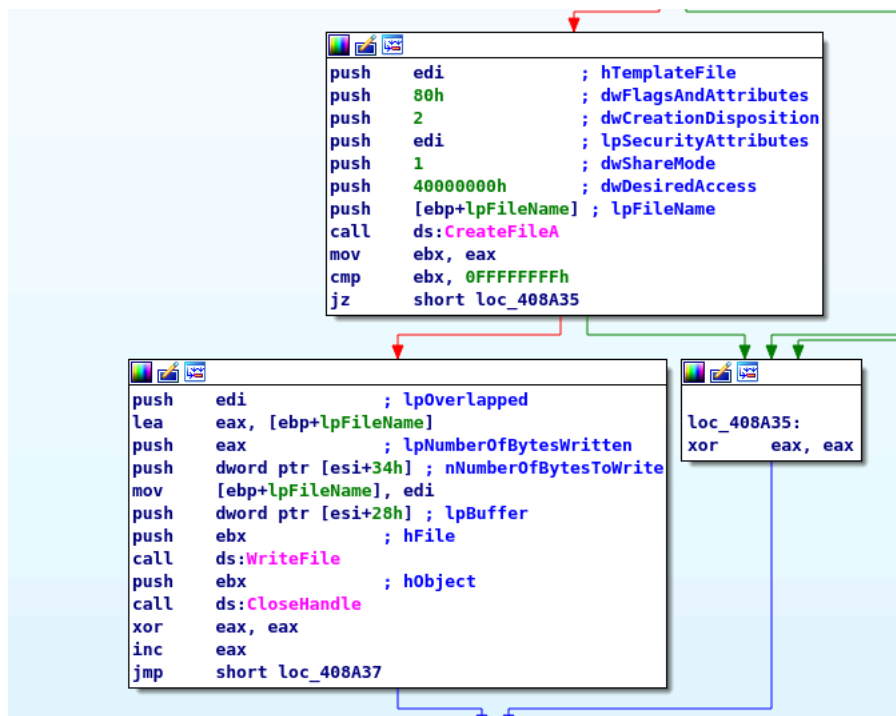 push edi ; hTemplateFile
push 80h ; dwFlagsAndAttributes
push 2 ; dwCreationDisposition
push edi ; lpSecurityAttributes
push 1 ; dwShareMode
push 40000000h ; dwDesiredAccess
push [ebp+lpFileName] ; lpFileName
call ds:CreateFileA
mov ebx, eax
cmp ebx, 0FFFFFFFFh
jz short loc_408A35
push edi ; lpOverlapped
lea eax, [ebp+lpFileName]
push eax ; lpNumberOfBytesWritten
push dword ptr [esi+34h] ; nNumberOfBytesToWrite
mov [ebp+lpFileName], edi
push dword ptr [esi+28h] ; lpBuffer
push ebx ; hFile
call ds:WriteFile
push ebx ; hObject
call ds:CloseHandle
xor eax, eax
inc eax
jmp short loc_408A37
loc_408A35:
xor eax, eax